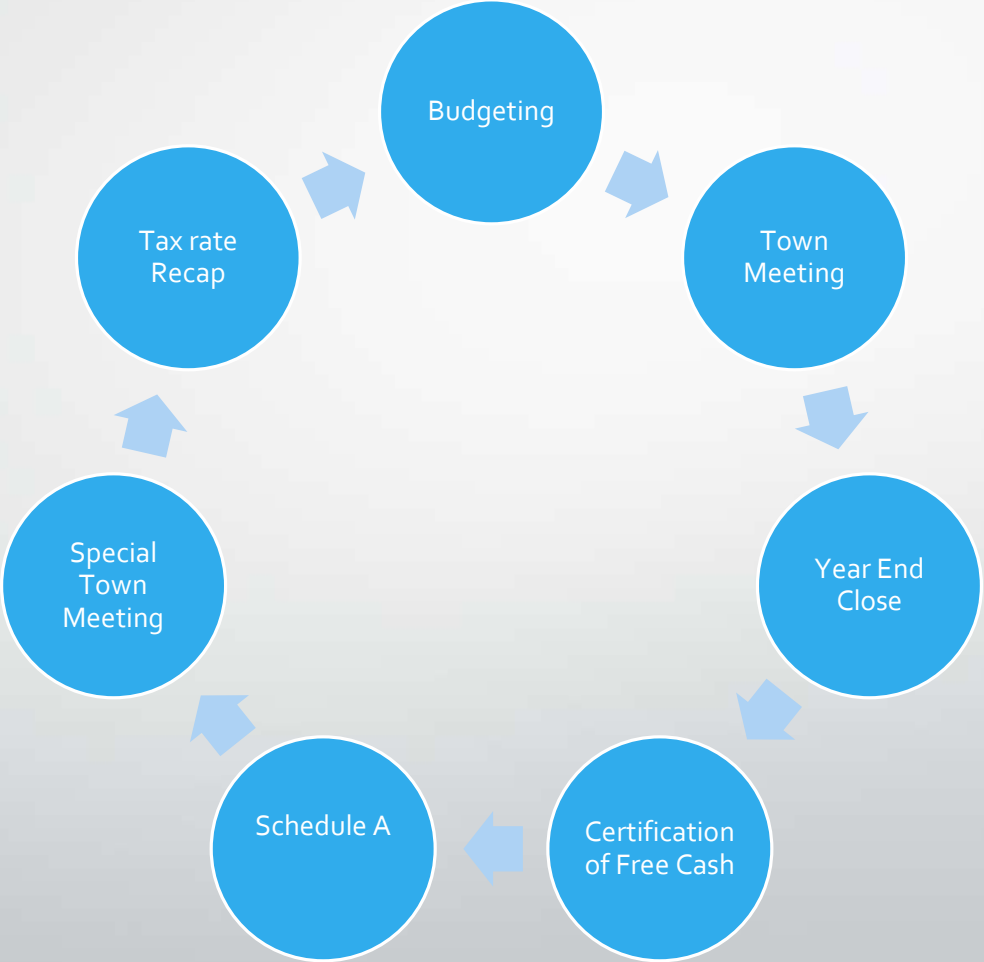 Budgeting
Town
Meeting
Year End
Close
Certification
of Free Cash
Schedule A
Special
Town
Meeting
Tax rate
Recap